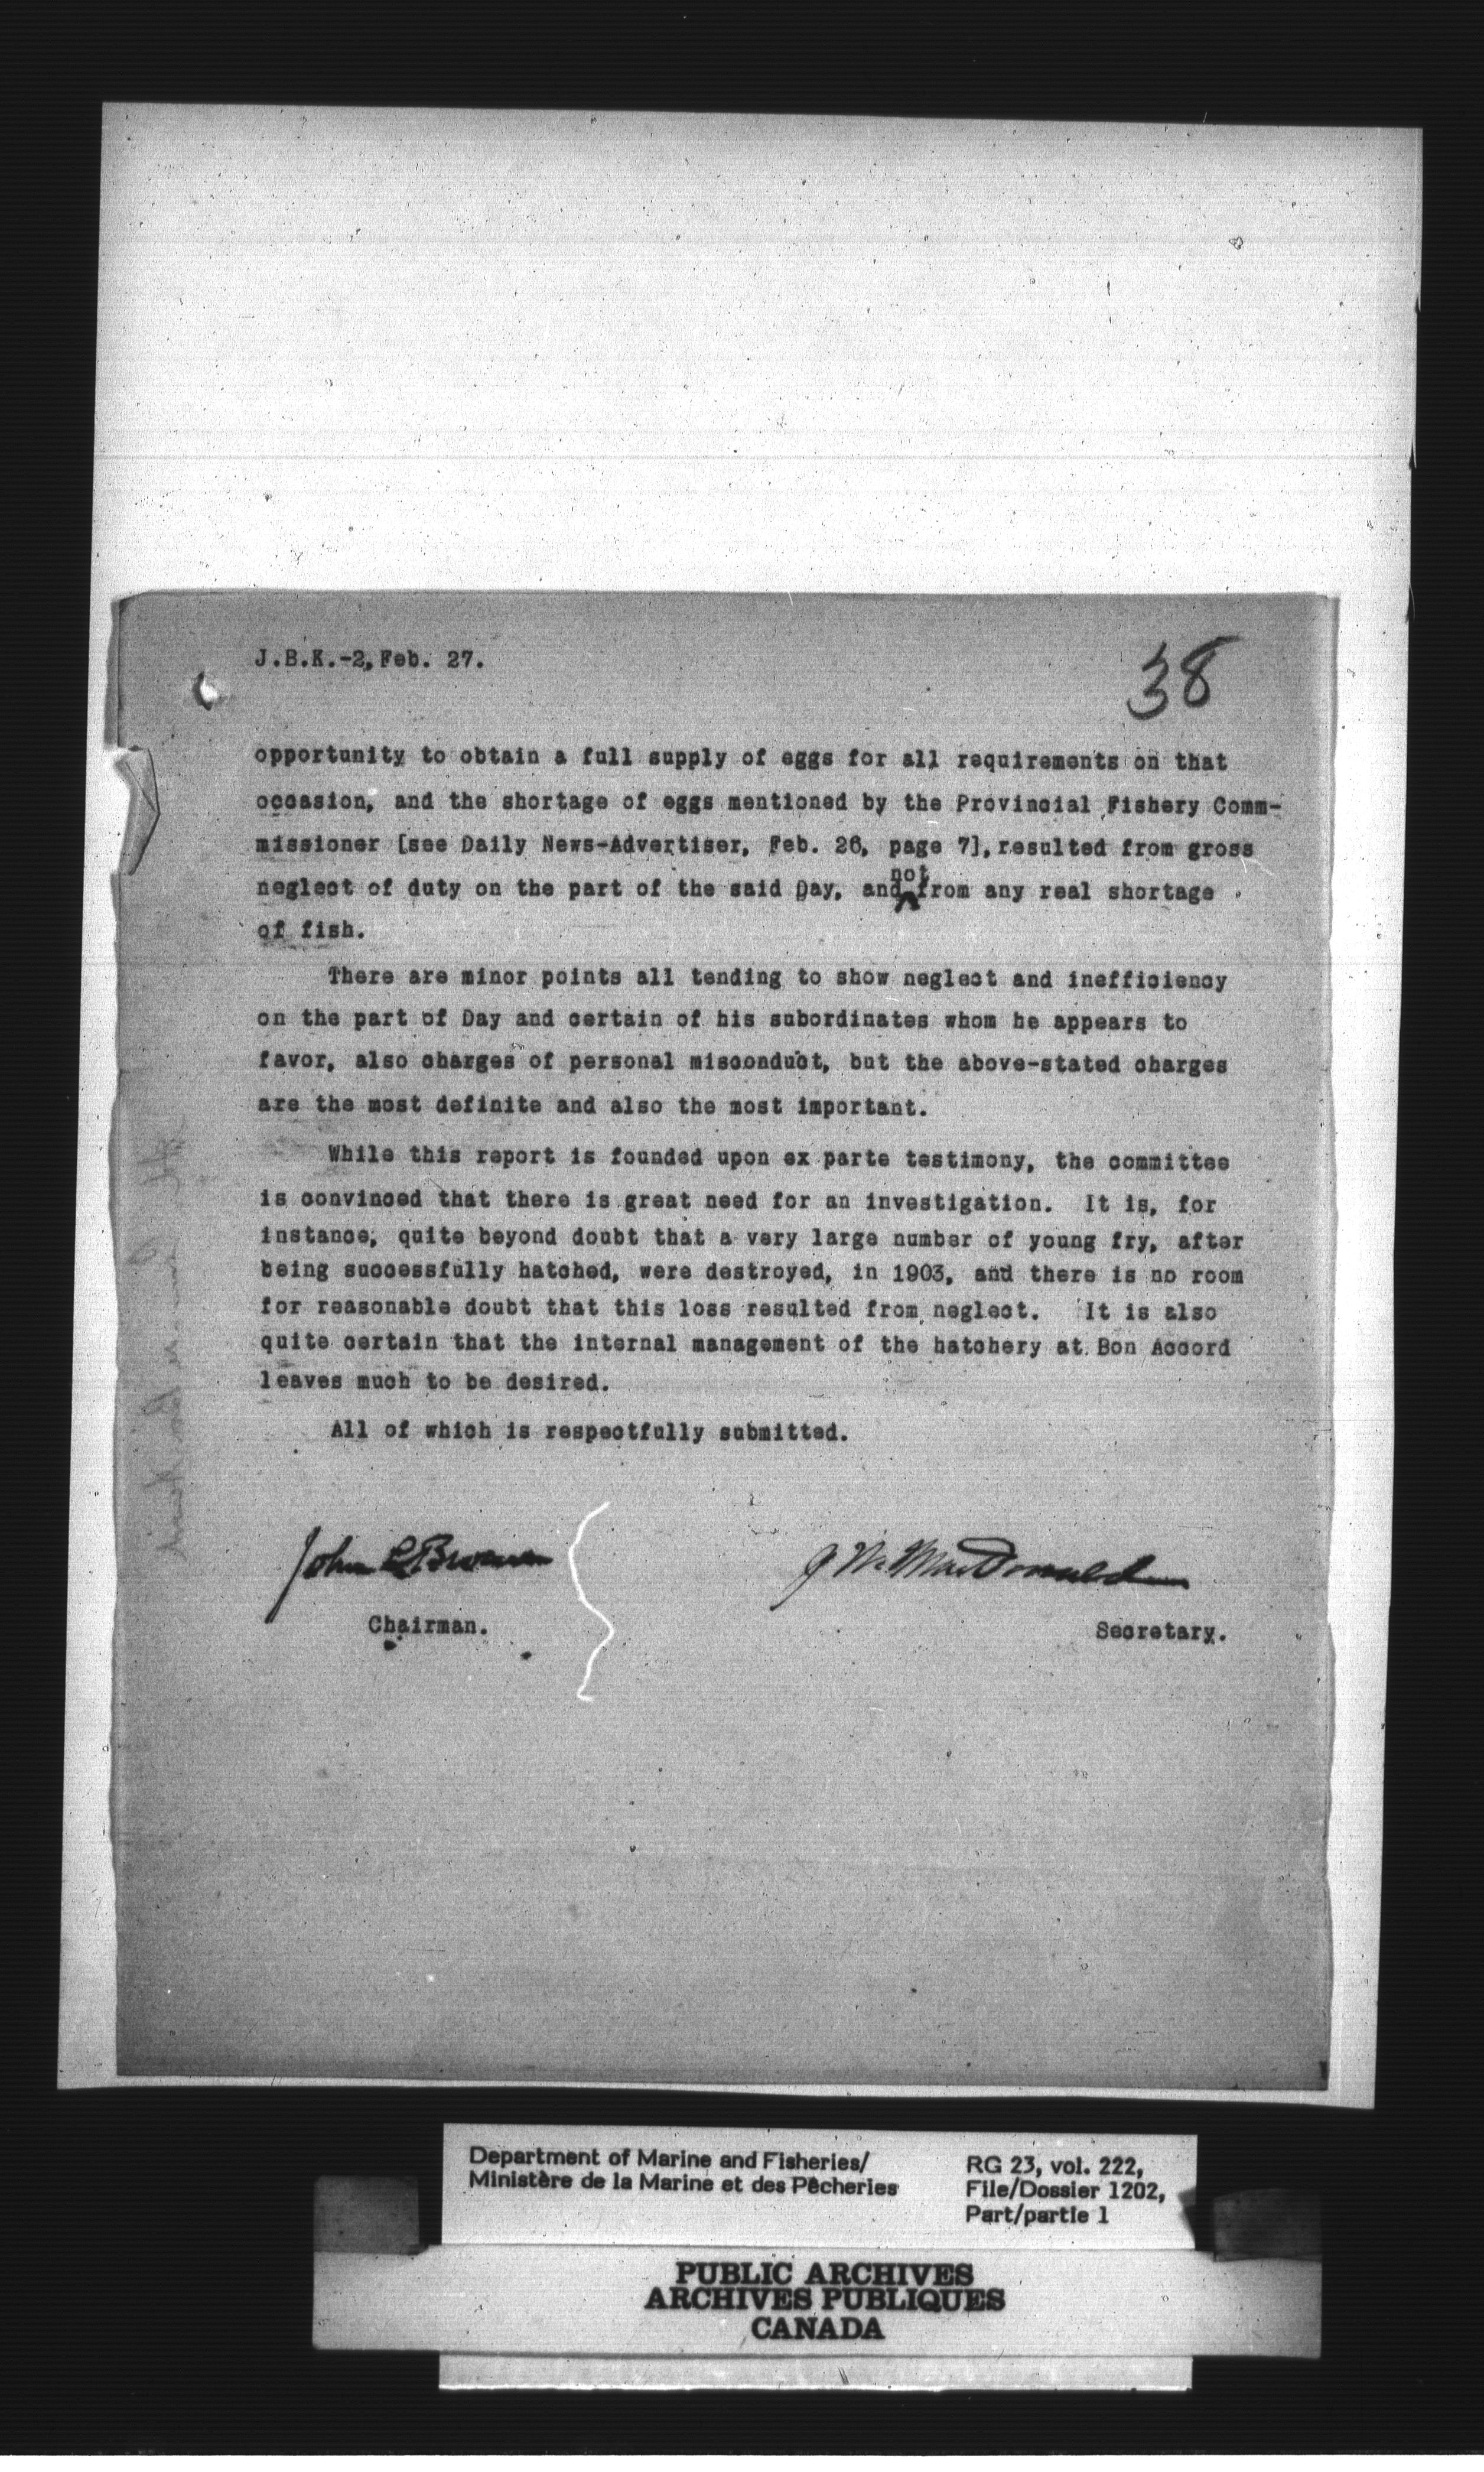 J.B.K.-2, Feb. 27.
38
opportunity to obtain a full supply of eggs for all requirements on that
occasion, and the shortage of eggs mentioned by the Provincial Fishery Comm-
missioner [see Daily News-Advertiser, Feb. 26, page 7], resulted from gross
not
neglect of duty on the part of the said Day, and from any real shortage
of fish.
There are minor points all tending to show neglect and inefficiency
on the part of Day and certain of his subordinates whom he appears to
favor, also charges of personal misconduct, but the above-stated charges
are the most definite and also the most important.
While this report is founded upon ex parte testimony, the committee
is convinced that there is great need for an investigation. It is, for
instance, quite beyond doubt that a very large number of young fry, after
being successfully hatched, were destroyed, in 1903, and there is no room
for reasonable doubt that this loss resulted from neglect. It is also
quite certain that the internal management of the hatchery at Bon Accord
leaves much to be desired.
All of which is respectfully submitted.
John
MacDonald
Chairman.
Secretary.
Department of Marine and Fisheries/
Ministère de la Marine et des Pêcheries
RG 23, vol. 222,
File/Dossier 1202,
Part/partie 1
PUBLIC ARCHIVES
ARCHIVES PUBLIQUES
CANADA